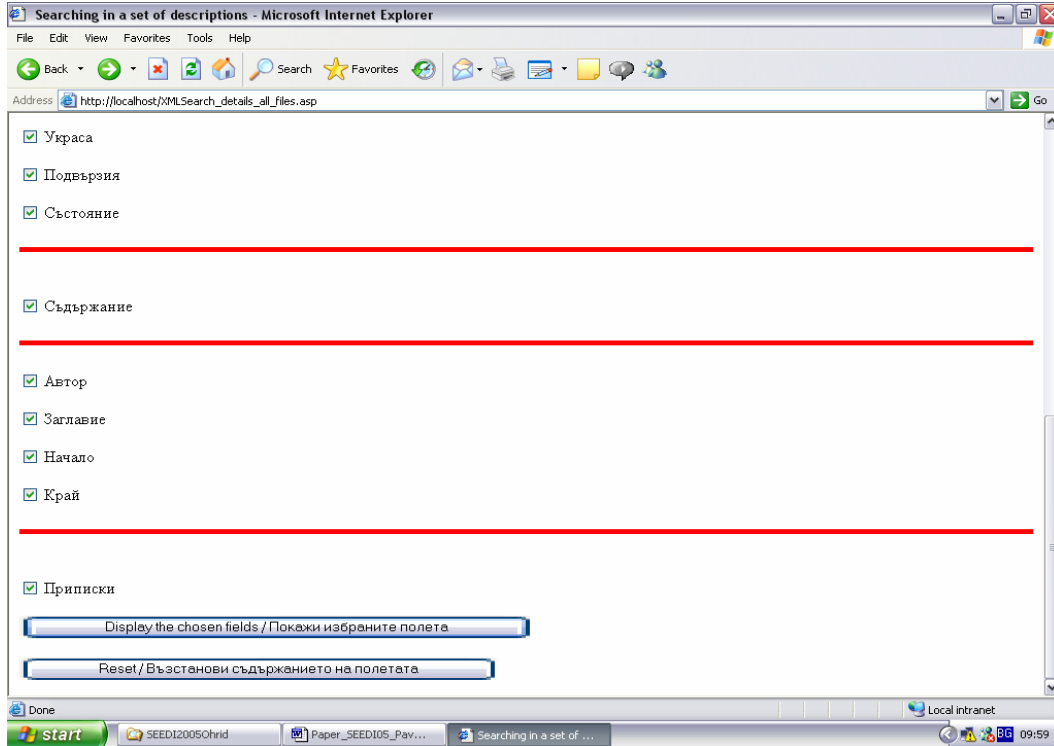 Searching in a set of descriptions - Microsoft Internet Explorer
File Edit View Favorites Tools Help
Back Search Favorites
Address http://localhost/XMLSearch_details_all_files.asp Go
Украса
Подвързия
Състояние
Съдържание
Автор
Заглавие
Начало
Край
Приписки
Display the chosen fields / Покажи избраните полета
Reset / Възстанови съдържанието на полетата
Done Local intranet
start SEEDI2005Ohrid Paper_SEEDI05_Pav... Searching in a set of ... BG 09:59